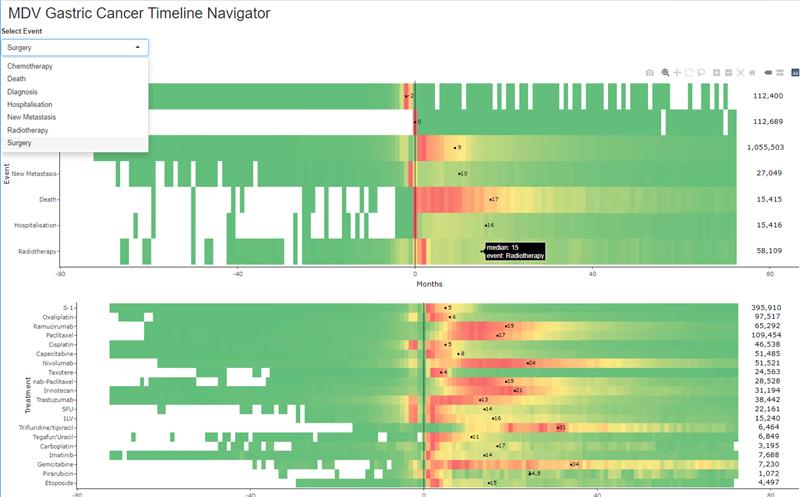 MDV Gastric Cancer Timeline Navigator
Select Event
Surgery
Chemotherapy
Death
Diagnosis
Hospitalisation
New Metastasis
Radiotherapy
Surgery
-2 112,400
0 112,689
9 1,055,503
New Metastasis 10 27,049
Death 17 15,415
Hospitalisation 16 15,416
Radiotherapy 58,109
median: 15
event: Radiotherapy
Event
-80 -40 0 40 80
Months
S-1 5 395,910
Oxaliplatin 6 97,517
Ramucirumab 19 65,292
Paclitaxel 17 109,454
Cisplatin 5 46,538
Capecitabine 8 51,485
Nivolumab 24 51,521
Taxotere 4 24,563
nab-Paclitaxel 19 28,528
Irinotecan 21 31,194
Trastuzumab 13 38,442
5FU 14 22,161
1LV 16 15,240
Trifluridine/tipiracil 31 6,464
Tegafur/Uracil 11 6,849
Carboplatin 17 3,195
Imatinib 14 7,688
Gemcitabine 34 7,230
Pirarubicin 24.5 1,072
Etoposide 15 4,497
Treatment
-80 -40 0 40 80